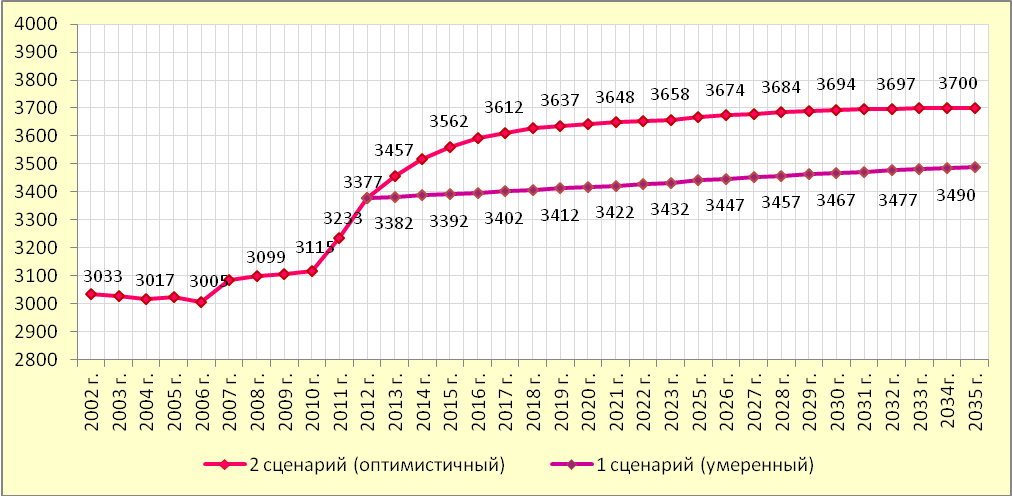 4000
3900
3800
3700
3600
3500
3400
3300
3200
3100
3000
2900
2800
3033
3017
3005
3099
3115
3233
3377
3457
3562
3612
3637
3648
3658
3674
3684
3694
3697
3700
3382
3392
3402
3412
3422
3432
3447
3457
3467
3477
3490
2002 г.
2003 г.
2004 г.
2005 г.
2006 г.
2007 г.
2008 г.
2009 г.
2010 г.
2011 г.
2012 г.
2013 г.
2014 г.
2015 г.
2016 г.
2017 г.
2018 г.
2019 г.
2020 г.
2021 г.
2022 г.
2023 г.
2025 г.
2026 г.
2027 г.
2028 г.
2029 г.
2030 г.
2031 г.
2032 г.
2033 г.
2034г.
2035 г.
2 сценарий (оптимистичный)
1 сценарий (умеренный)